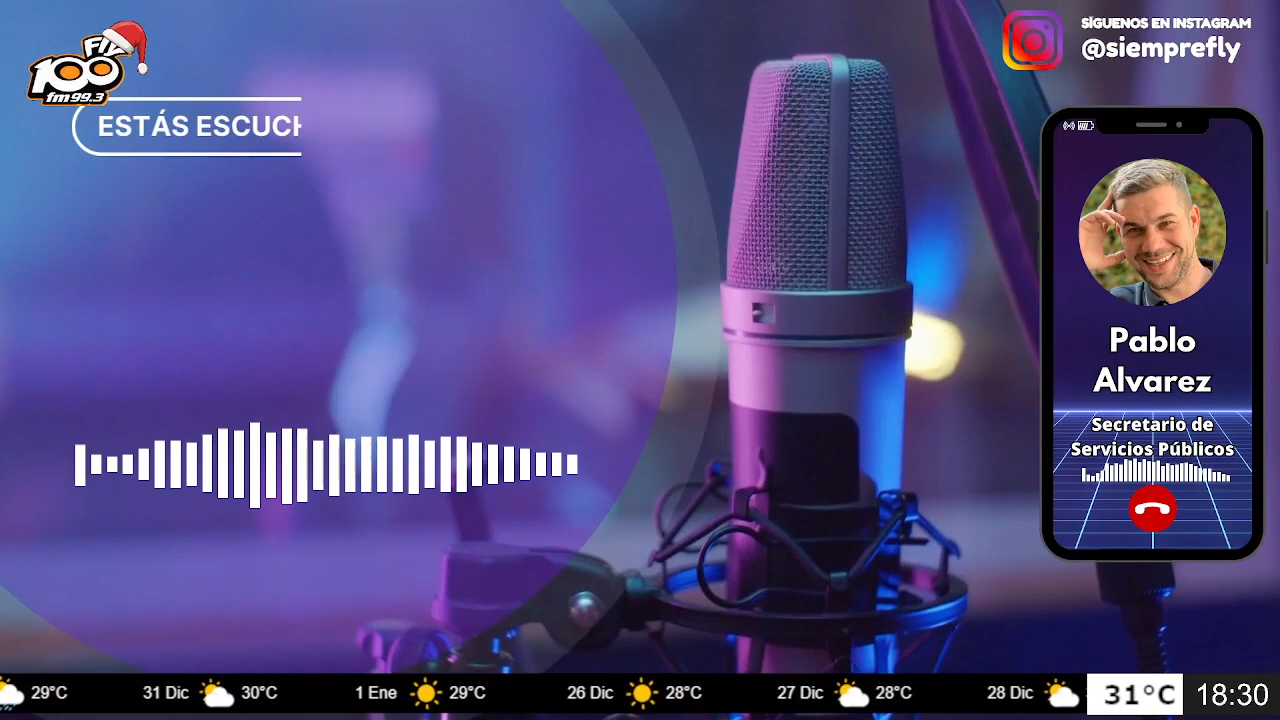 FLY
100
fm 99.3
ESTÁS ESCUCH
SÍGUENOS EN INSTAGRAM
@siemprefly
Pablo
Alvarez
Secretario de
Servicios Públicos
29°C 31 Dic 30°C 1 Ene 29°C 26 Dic 28°C 27 Dic 28°C 28 Dic 31°C 18:30